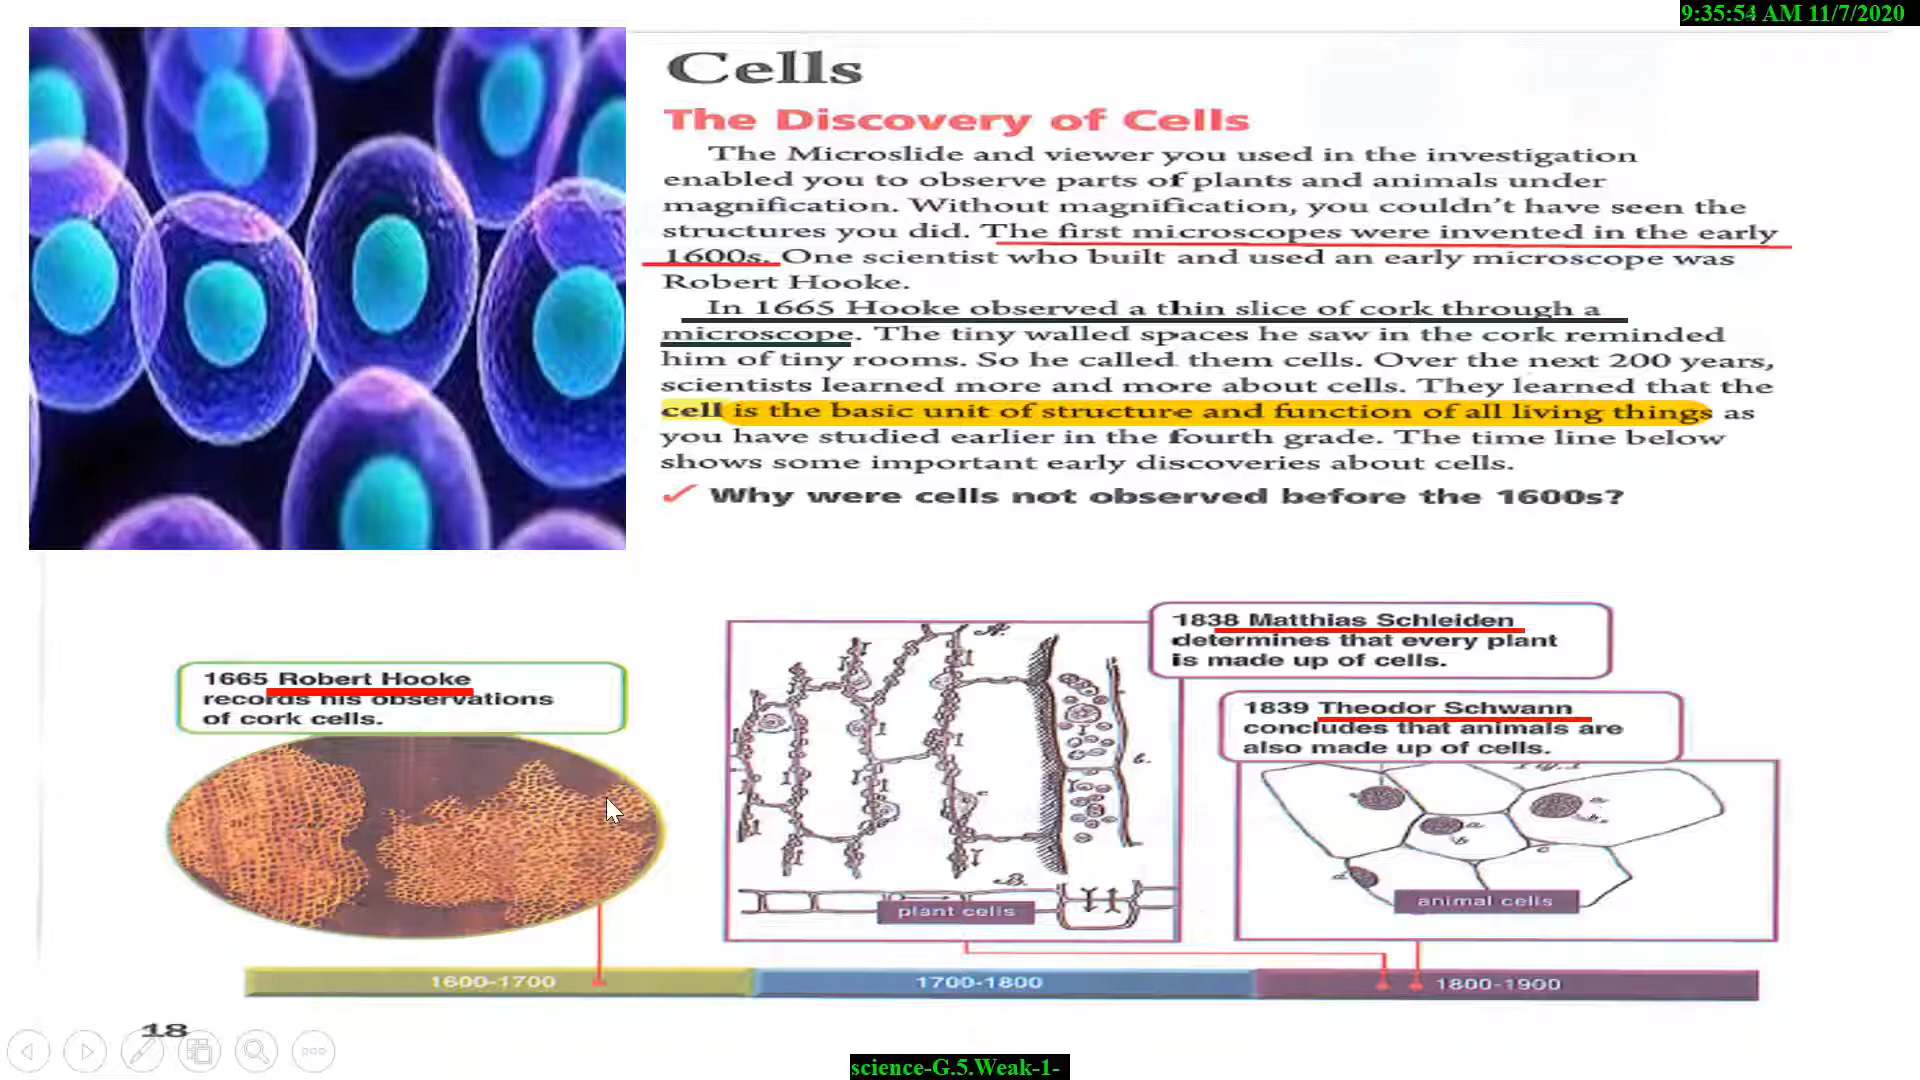 9:35:54 AM 11/7/2020
Cells
The Discovery of Cells
The Microslide and viewer you used in the investigation
enabled you to observe parts of plants and animals under
magnification. Without magnification, you couldn't have seen the
structures you did. The first microscopes were invented in the early
1600s. One scientist who built and used an early microscope was
Robert Hooke.
In 1665 Hooke observed a thin slice of cork through a
microscope. The tiny walled spaces he saw in the cork reminded
him of tiny rooms. So he called them cells. Over the next 200 years,
scientists learned more and more about cells. They learned that the
cell is the basic unit of structure and function of all living things as
you have studied earlier in the fourth grade. The time line below
shows some important early discoveries about cells.
✓ Why were cells not observed before the 1600s?
1665 Robert Hooke
records his observations
of cork cells.
1838 Matthias Schleiden
determines that every plant
is made up of cells.
1839 Theodor Schwann
concludes that animals are
also made up of cells.
A.
B.
plant cells
animal cells
1600-1700
1700-1800
1800-1900
18
science-G.5.Weak-1-